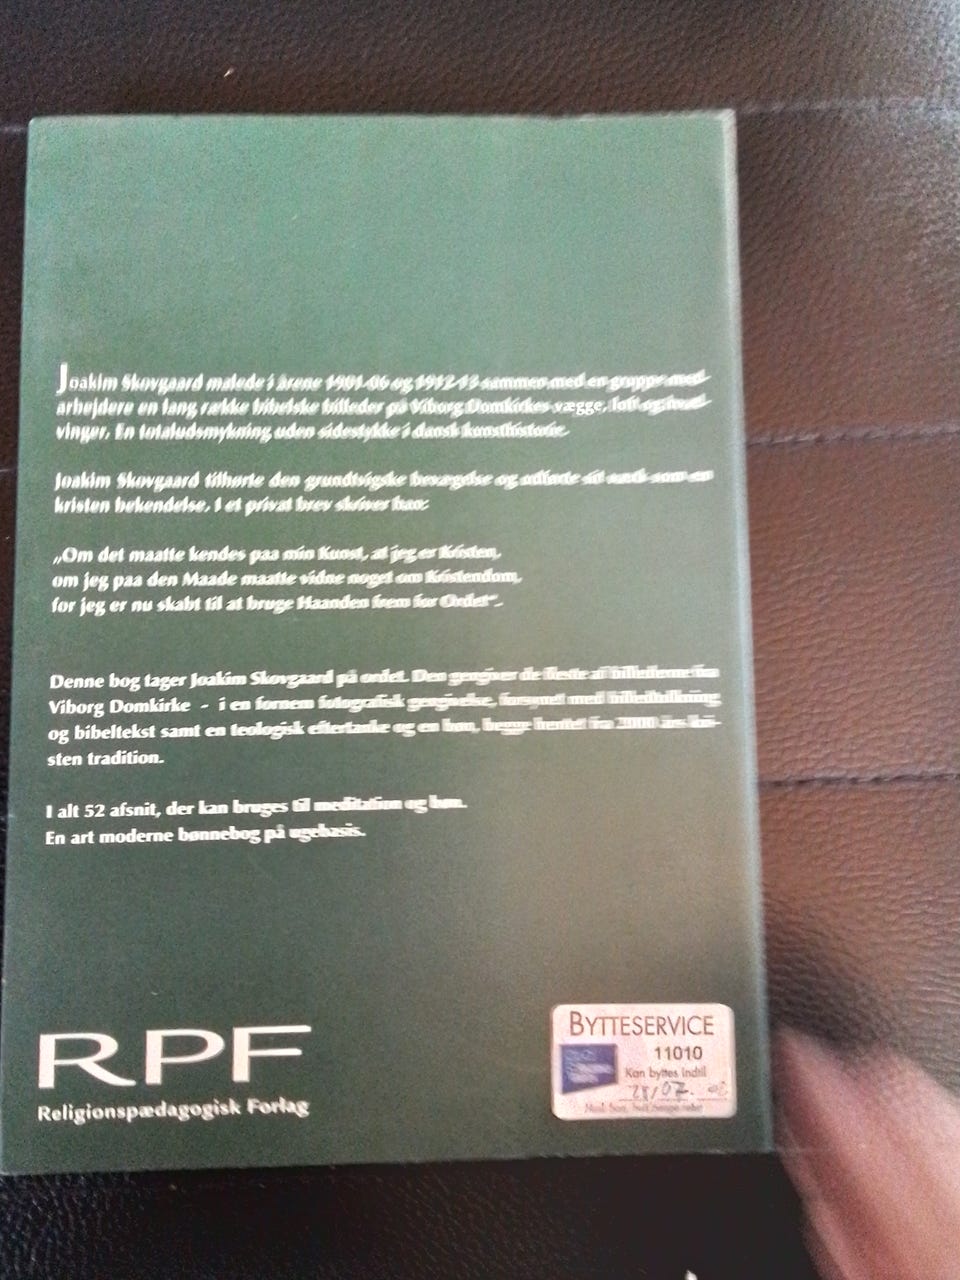 Joakim Skovgaard malede i årene 1901-06 og 1912-13 sammen med en gruppe med-
arbejdere en lang række bibelske billeder på Viborg Domkirkes vægge, loft og hvæl-
vinger. En totaludsmykning uden sidestykke i dansk kunsthistorie.
Joakim Skovgaard tilhørte den grundtvigske bevægelse og udførte sit værk som en
kristen bekendelse. I et privat brev skriver han:
„Om det maatte kendes paa min Kunst, at jeg er Kristen,
om jeg paa den Maade maatte vidne noget om Kristendom,
for jeg er nu skabt til at bruge Haanden frem for Ordet".
Denne bog tager Joakim Skovgaard på ordet. Den gengiver de fleste af billederne fra
Viborg Domkirke - i en fornem fotografisk gengivelse, forsynet med billedtolkning
og bibeltekst samt en teologisk eftertanke og en bøn, begge hentet fra 2000 års kri-
sten tradition.
I alt 52 afsnit, der kan bruges til meditation og bøn.
En art moderne bønnebog på ugebasis.
RPF
Religionspædagogisk Forlag
BYTTESERVICE
11010
Kan byttes indtil
28/07